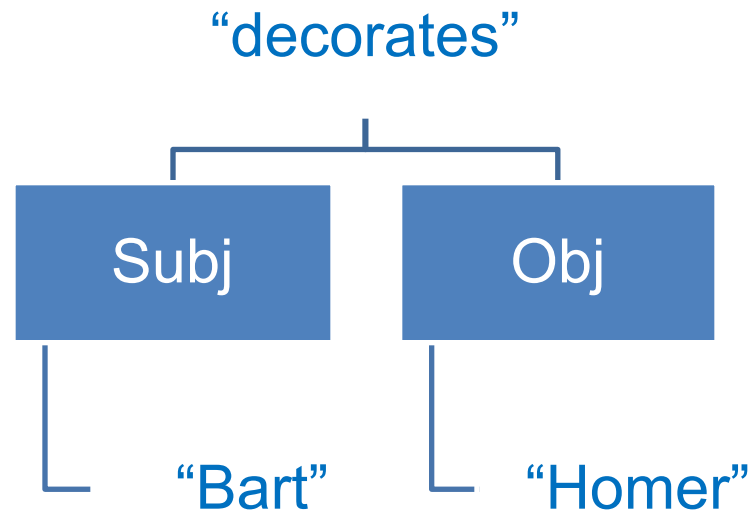 “decorates”
Subj
Obj
“Bart”
“Homer”